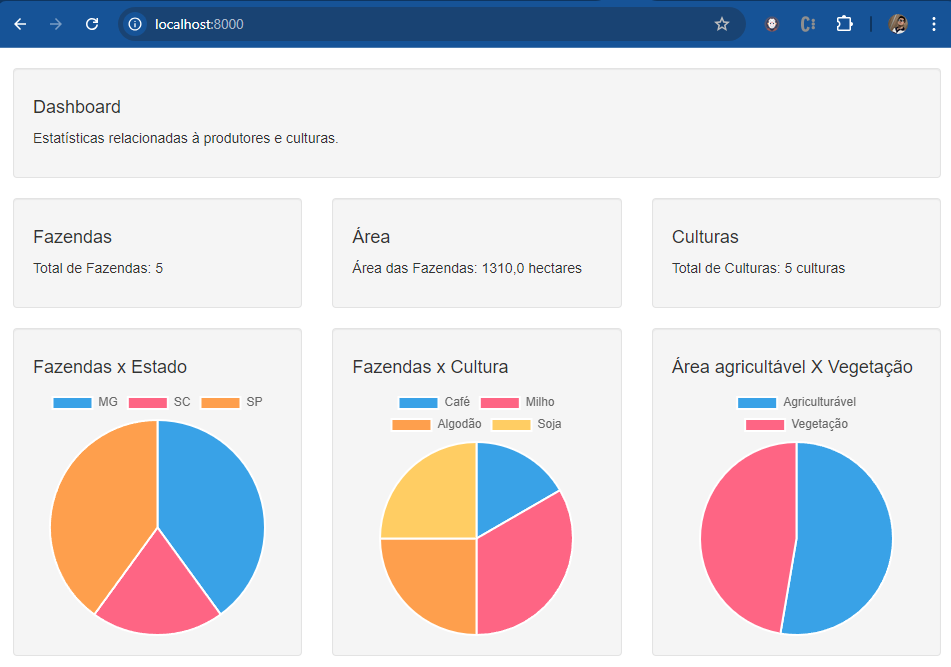 localhost:8000
Dashboard
Estatísticas relacionadas à produtores e culturas.
Fazendas
Total de Fazendas: 5
Área
Área das Fazendas: 1310,0 hectares
Culturas
Total de Culturas: 5 culturas
Fazendas x Estado
MG SC SP
Fazendas x Cultura
Café Milho
Algodão Soja
Área agricultável X Vegetação
Agriculturável
Vegetação